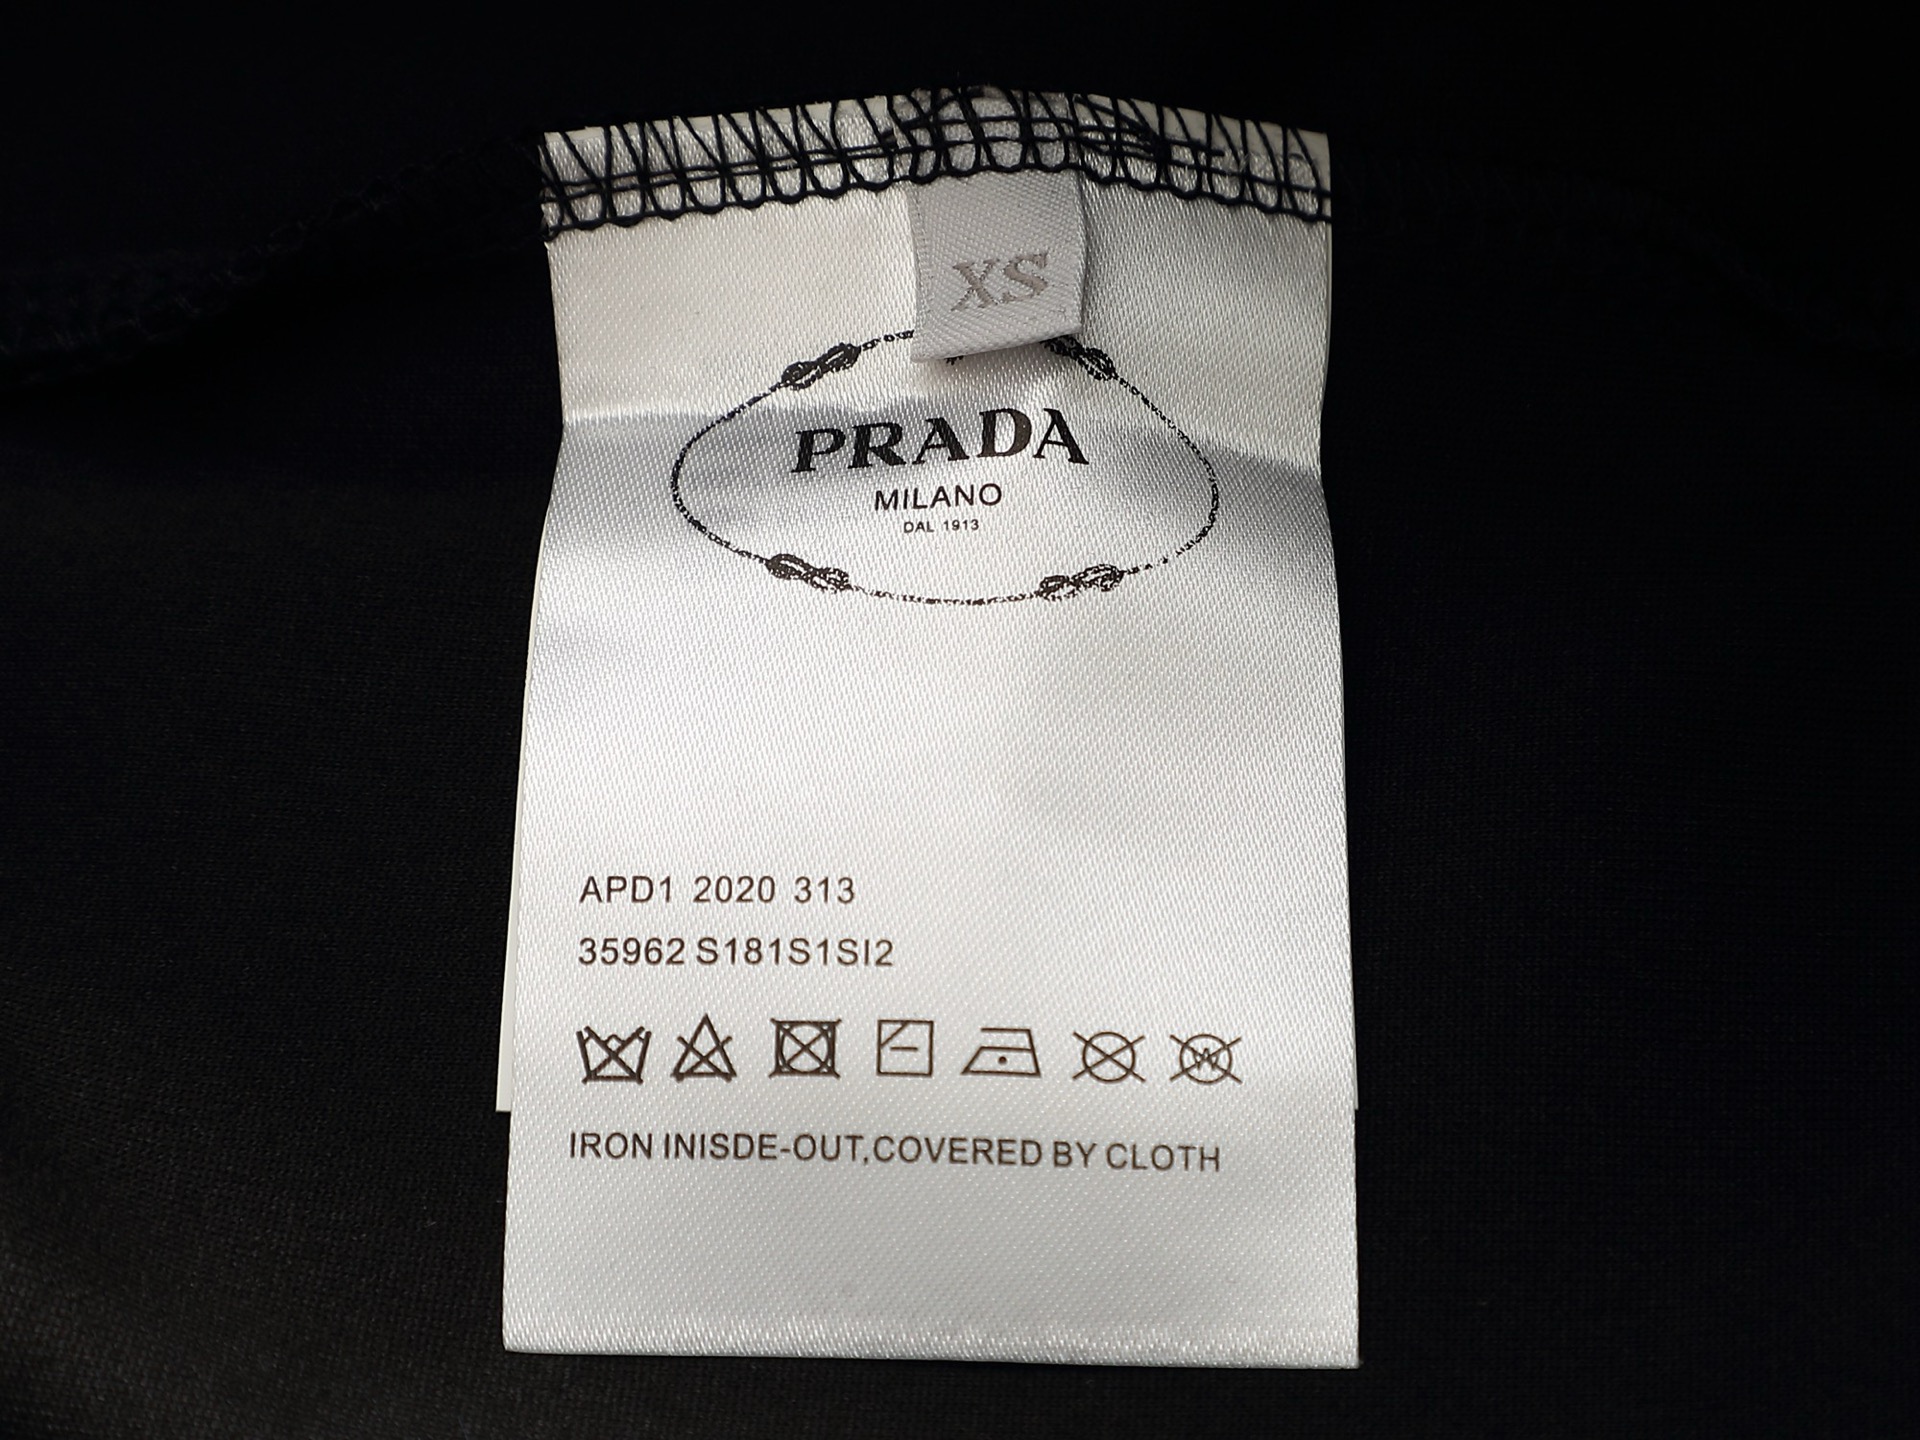 XS
PRADA
MILANO
DAL 1913
APD1 2020 313
35962 S181S1SI2
W
IRON INISDE-OUT,COVERED BY CLOTH